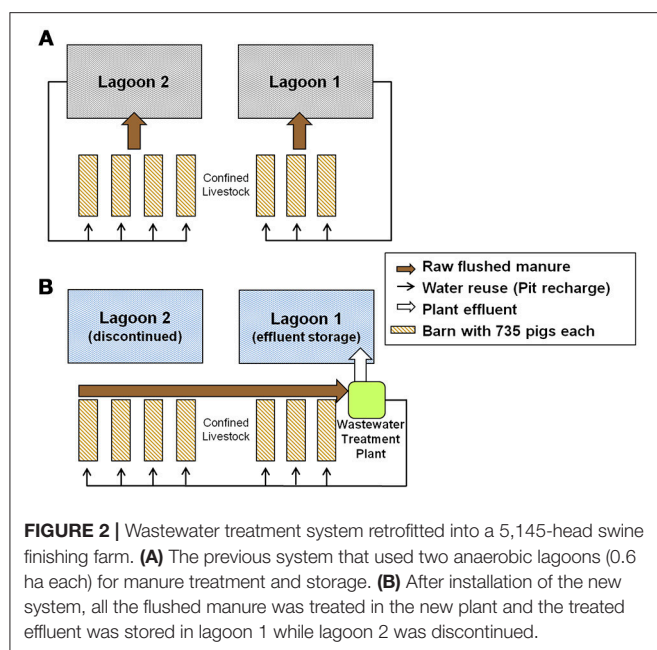 A
Lagoon 2
Lagoon 1
Confined
Livestock
Raw flushed manure
Water reuse (Pit recharge)
Plant effluent
Barn with 735 pigs each
B
Lagoon 2
(discontinued)
Lagoon 1
(effluent storage)
Confined
Livestock
Wastewater
Treatment
Plant
FIGURE 2 | Wastewater treatment system retrofitted into a 5,145-head swine
finishing farm. (A) The previous system that used two anaerobic lagoons (0.6
ha each) for manure treatment and storage. (B) After installation of the new
system, all the flushed manure was treated in the new plant and the treated
effluent was stored in lagoon 1 while lagoon 2 was discontinued.